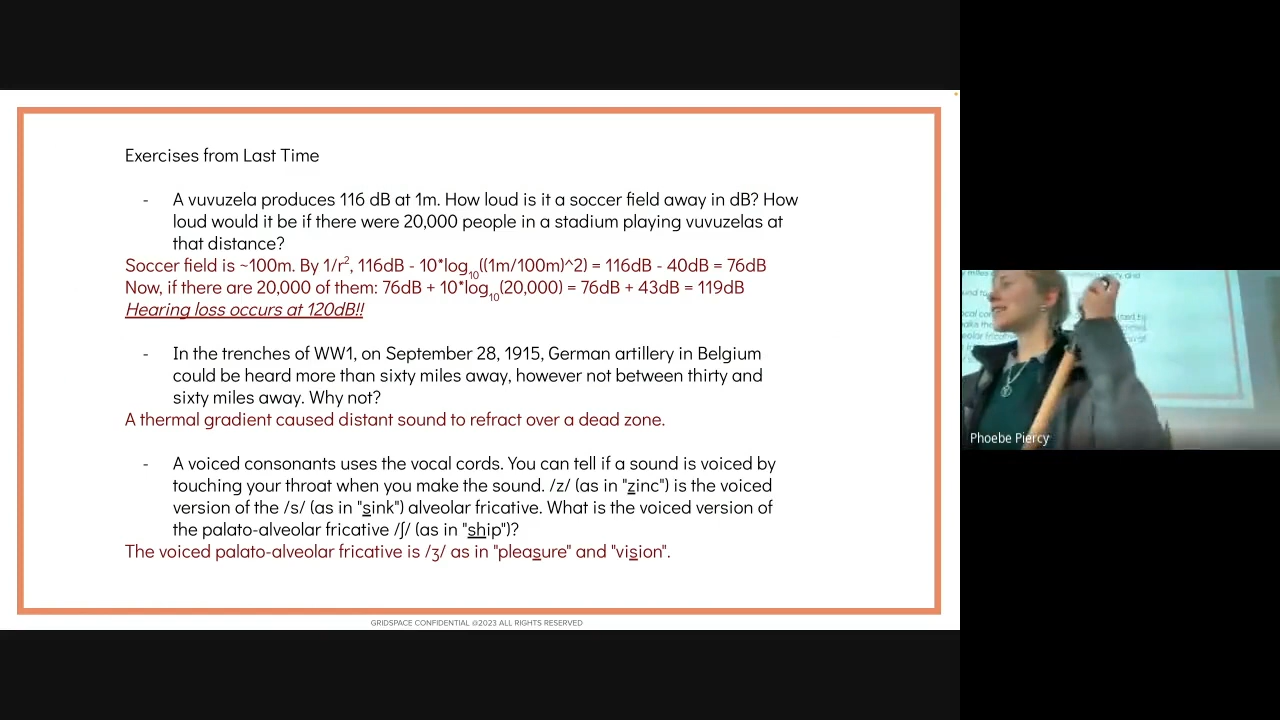 Exercises from Last Time
- A vuvuzela produces 116 dB at 1m. How loud is it a soccer field away in dB? How
loud would it be if there were 20,000 people in a stadium playing vuvuzelas at
that distance?
Soccer field is ~100m. By 1/r², 116dB - 10*log₁₀((1m/100m)^2) = 116dB - 40dB = 76dB
Now, if there are 20,000 of them: 76dB + 10*log₁₀(20,000) = 76dB + 43dB = 119dB
Hearing loss occurs at 120dB!!
- In the trenches of WW1, on September 28, 1915, German artillery in Belgium
could be heard more than sixty miles away, however not between thirty and
sixty miles away. Why not?
A thermal gradient caused distant sound to refract over a dead zone.
- A voiced consonants uses the vocal cords. You can tell if a sound is voiced by
touching your throat when you make the sound. /z/ (as in "zinc") is the voiced
version of the /s/ (as in "sink") alveolar fricative. What is the voiced version of
the palato-alveolar fricative /ʃ/ (as in "ship")?
The voiced palato-alveolar fricative is /ʒ/ as in "pleasure" and "vision".
GRIDSPACE CONFIDENTIAL @2023 ALL RIGHTS RESERVED
Phoebe Piercy